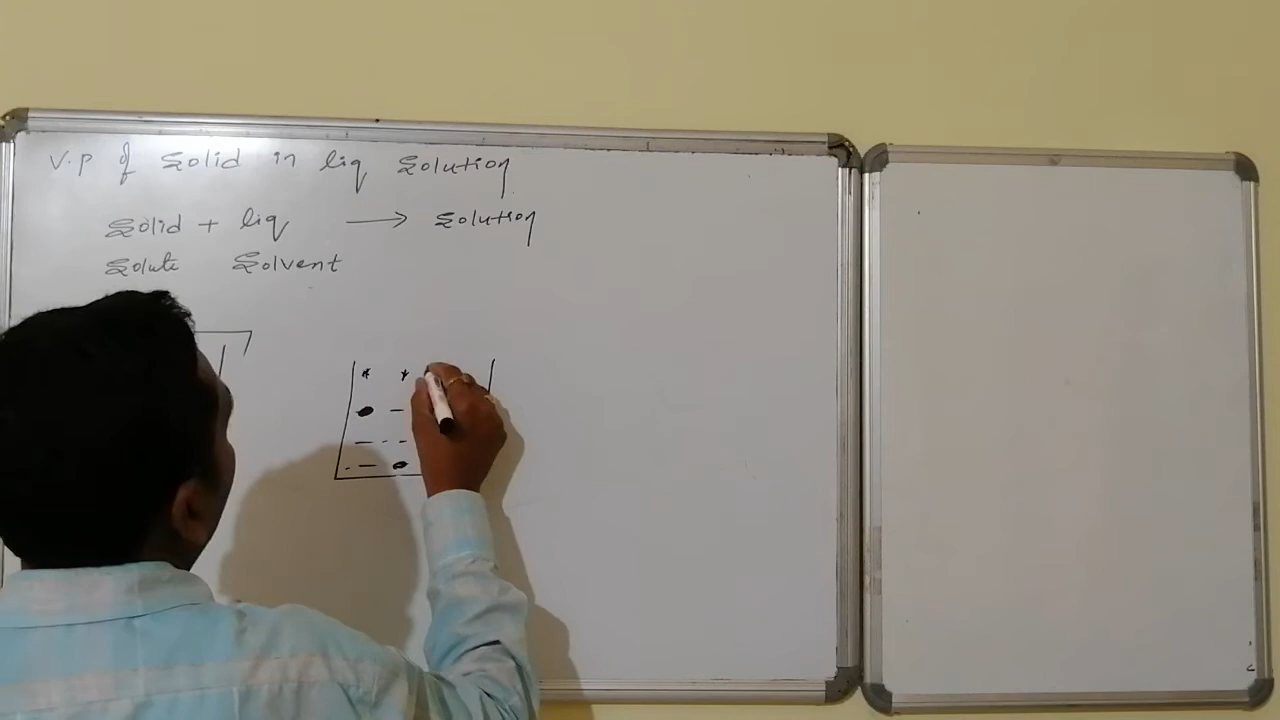 V.P of Solid in liq Solution
Solid + liq ⟶ Solution
Solute Solvent